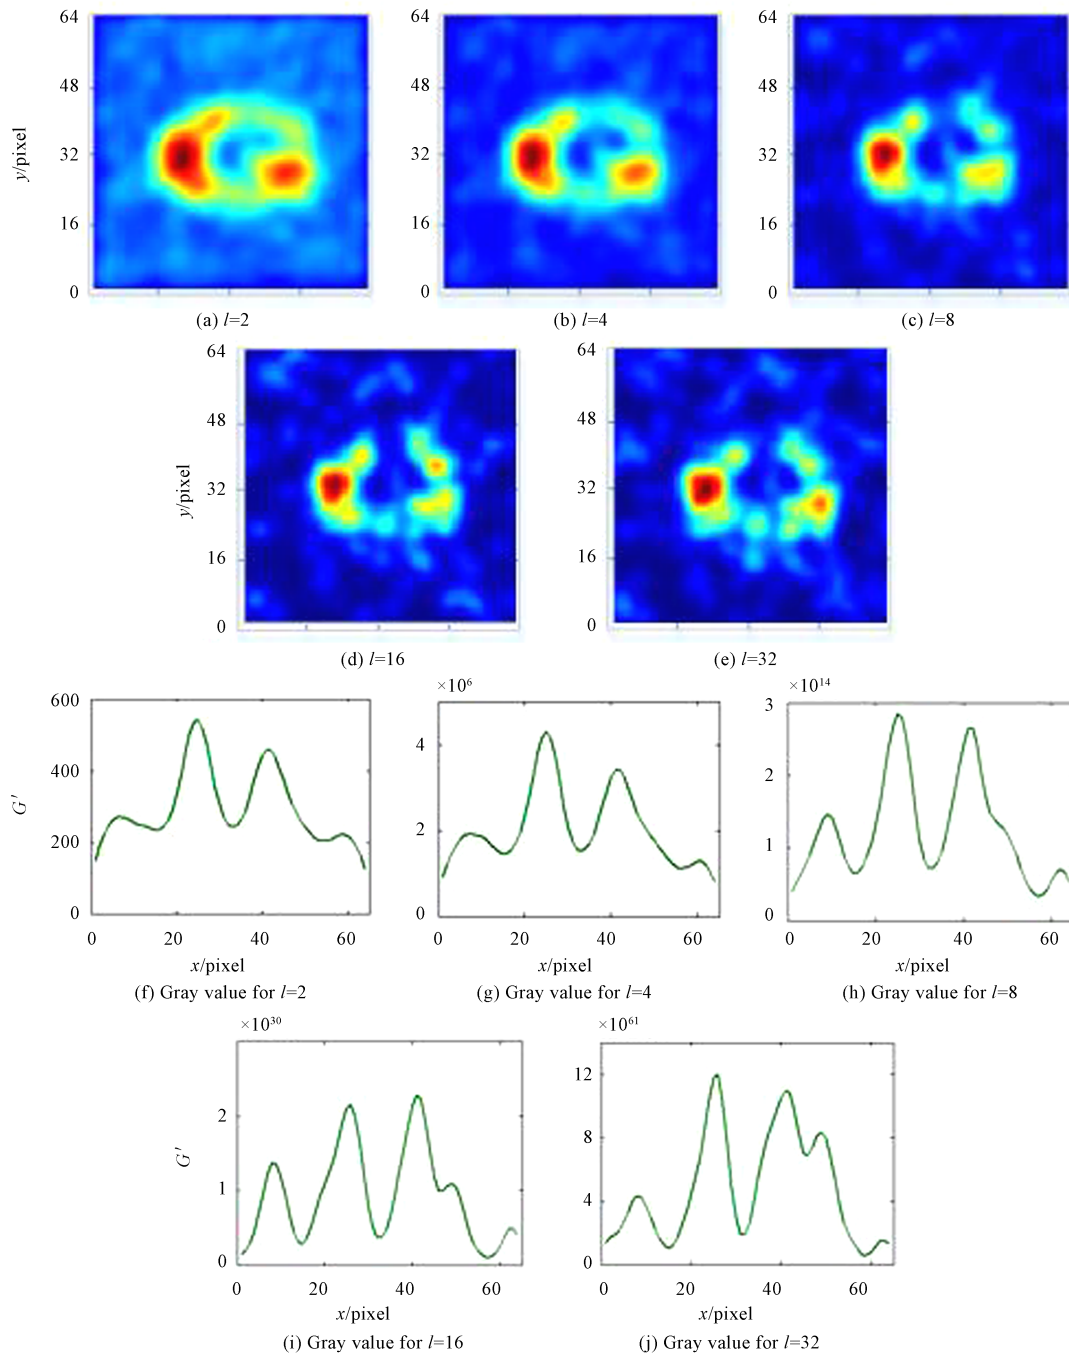 64
48
32
16
0
y/pixel
(a) l=2
64
48
32
16
0
(b) l=4
64
48
32
16
0
(c) l=8
64
48
32
16
0
y/pixel
(d) l=16
64
48
32
16
0
(e) l=32
600
400
200
0
G′
0 20 40 60
x/pixel
(f) Gray value for l=2
×10⁶
4
2
0
0 20 40 60
x/pixel
(g) Gray value for l=4
×10¹⁴
3
2
1
0
0 20 40 60
x/pixel
(h) Gray value for l=8
×10³⁰
2
1
0
G′
0 20 40 60
x/pixel
(i) Gray value for l=16
×10⁶¹
12
8
4
0
0 20 40 60
x/pixel
(j) Gray value for l=32